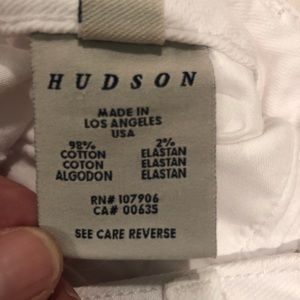 HUDSON
MADE IN
LOS ANGELES
USA
98% 2%
COTTON ELASTAN
COTON ELASTAN
ALGODON ELASTAN
RN# 107906
CA# 00635
SEE CARE REVERSE